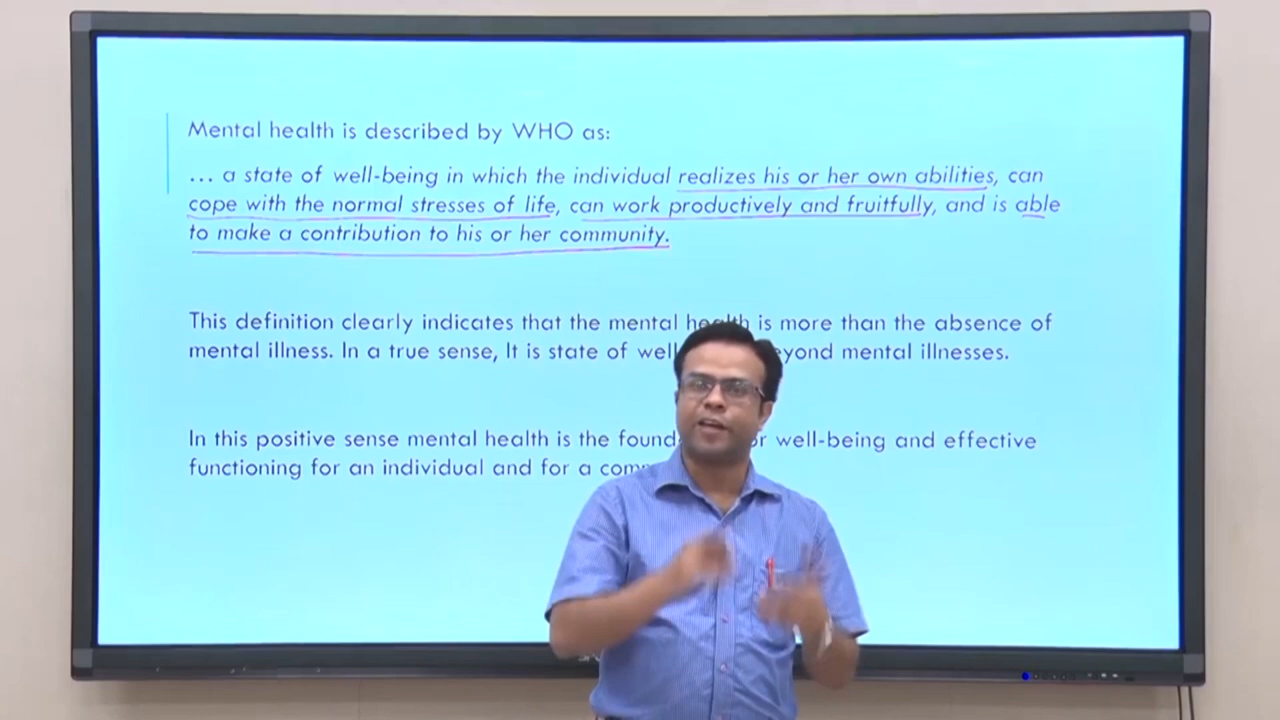 Mental health is described by WHO as:
... a state of well-being in which the individual realizes his or her own abilities, can
cope with the normal stresses of life, can work productively and fruitfully, and is able
to make a contribution to his or her community.
This definition clearly indicates that the mental health is more than the absence of
mental illness. In a true sense, It is state of well beyond mental illnesses.
In this positive sense mental health is the found or well-being and effective
functioning for an individual and for a com